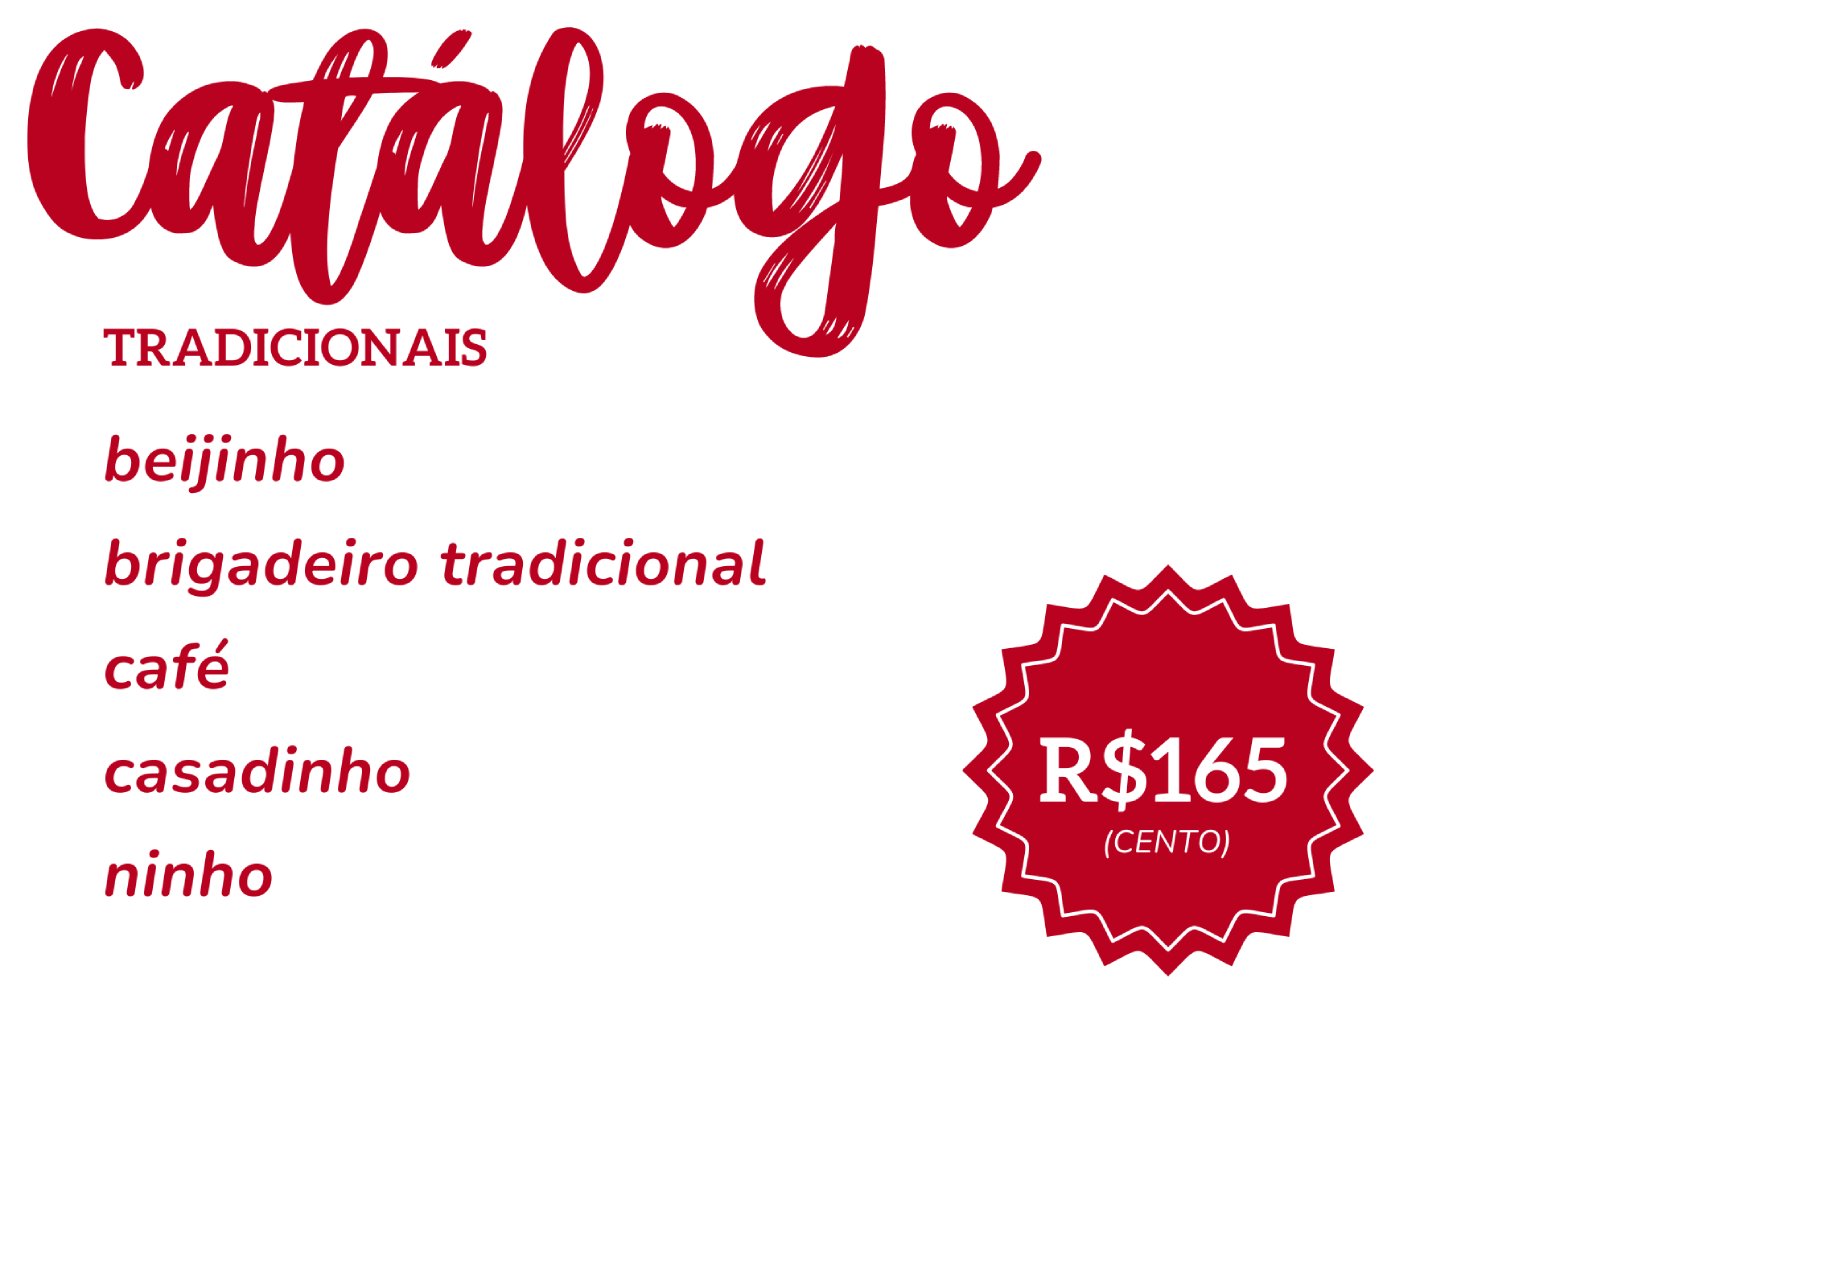 Catálogo
TRADICIONAIS
beijinho
brigadeiro tradicional
café
casadinho
ninho
R$165
(CENTO)